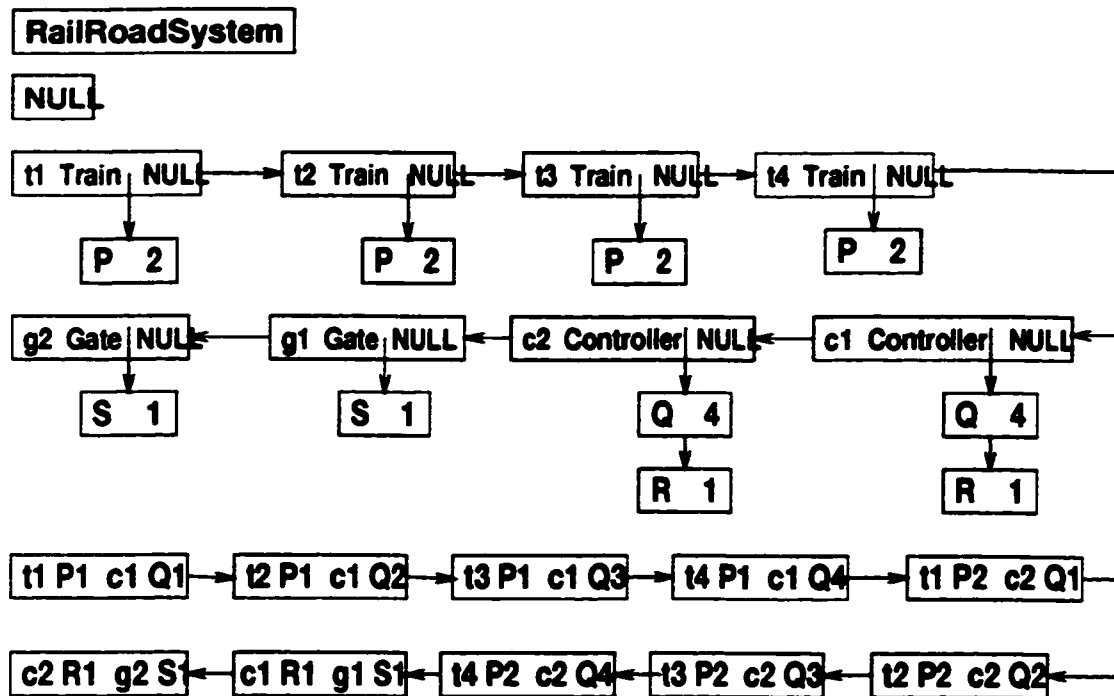 RailRoadSystem
NULL
t1 Train NULL t2 Train NULL t3 Train NULL t4 Train NULL
P 2 P 2 P 2 P 2
g2 Gate NULL g1 Gate NULL c2 Controller NULL c1 Controller NULL
S 1 S 1 Q 4 Q 4
R 1 R 1
t1 P1 c1 Q1 t2 P1 c1 Q2 t3 P1 c1 Q3 t4 P1 c1 Q4 t1 P2 c2 Q1
c2 R1 g2 S1 c1 R1 g1 S1 t4 P2 c2 Q4 t3 P2 c2 Q3 t2 P2 c2 Q2